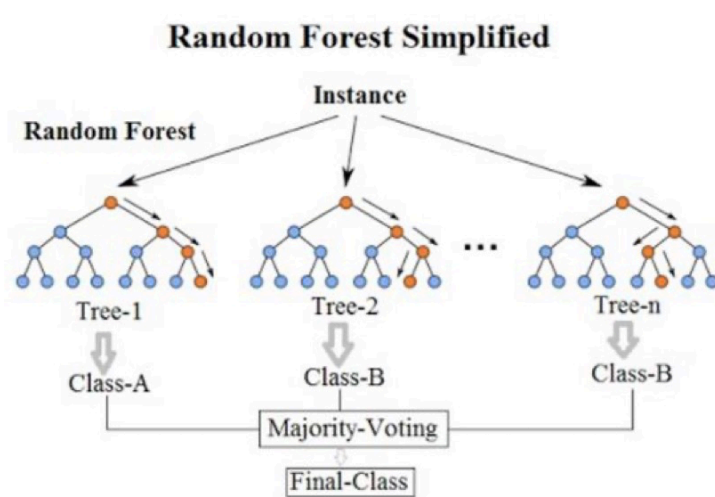 Random Forest Simplified
Instance
Random Forest
...
Tree-1
Tree-2
Tree-n
Class-A
Class-B
Class-B
Majority-Voting
Final-Class